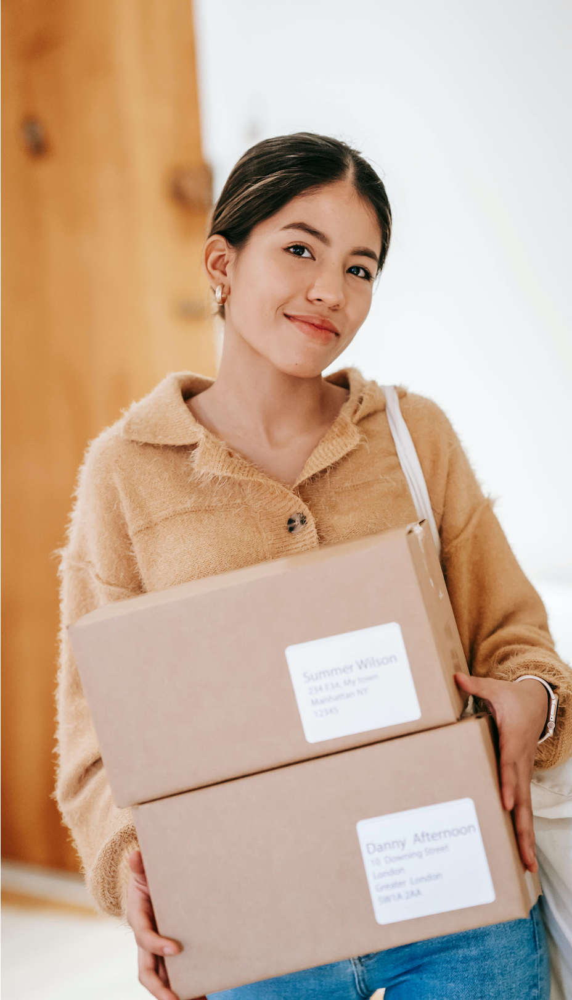 Summer Wilson
234 E34, My town
Manhattan NY
12345
Danny Afternoon
10 Downing Street
London
Greater London
SW1A 2AA